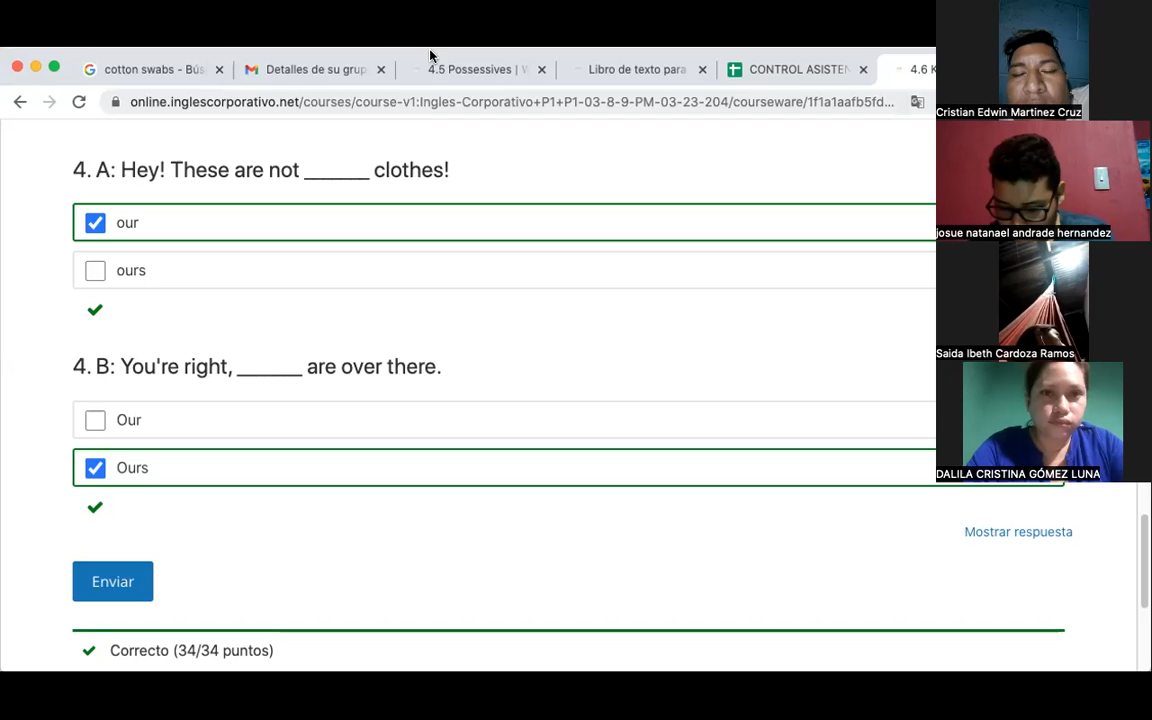 cotton swabs - Bús
Detalles de su grup
4.5 Possessives | W
Libro de texto para
CONTROL ASISTEN
4.6 K
online.inglescorporativo.net/courses/course-v1:Ingles-Corporativo+P1+P1-03-8-9-PM-03-23-204/courseware/1f1a1aafb5fd...
4. A: Hey! These are not _______ clothes!
our
ours
4. B: You're right, _______ are over there.
Our
Ours
Mostrar respuesta
Enviar
Correcto (34/34 puntos)
Cristian Edwin Martinez Cruz
josue natanael andrade hernandez
Saida Ibeth Cardoza Ramos
DALILA CRISTINA GÓMEZ LUNA